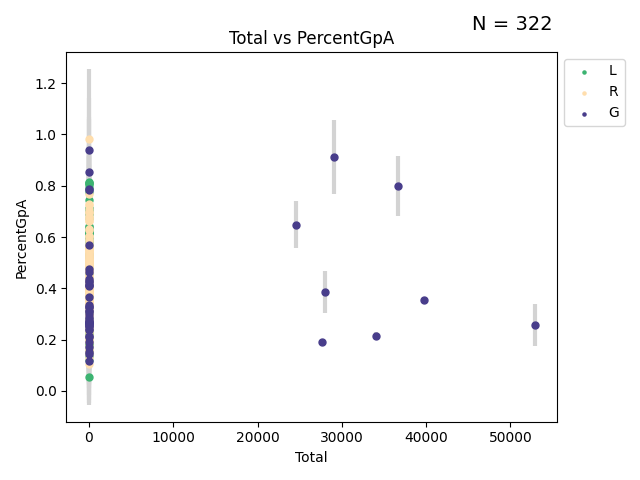 N = 322
Total vs PercentGpA
L
R
G
PercentGpA
1.2
1.0
0.8
0.6
0.4
0.2
0.0
0
10000
20000
30000
40000
50000
Total